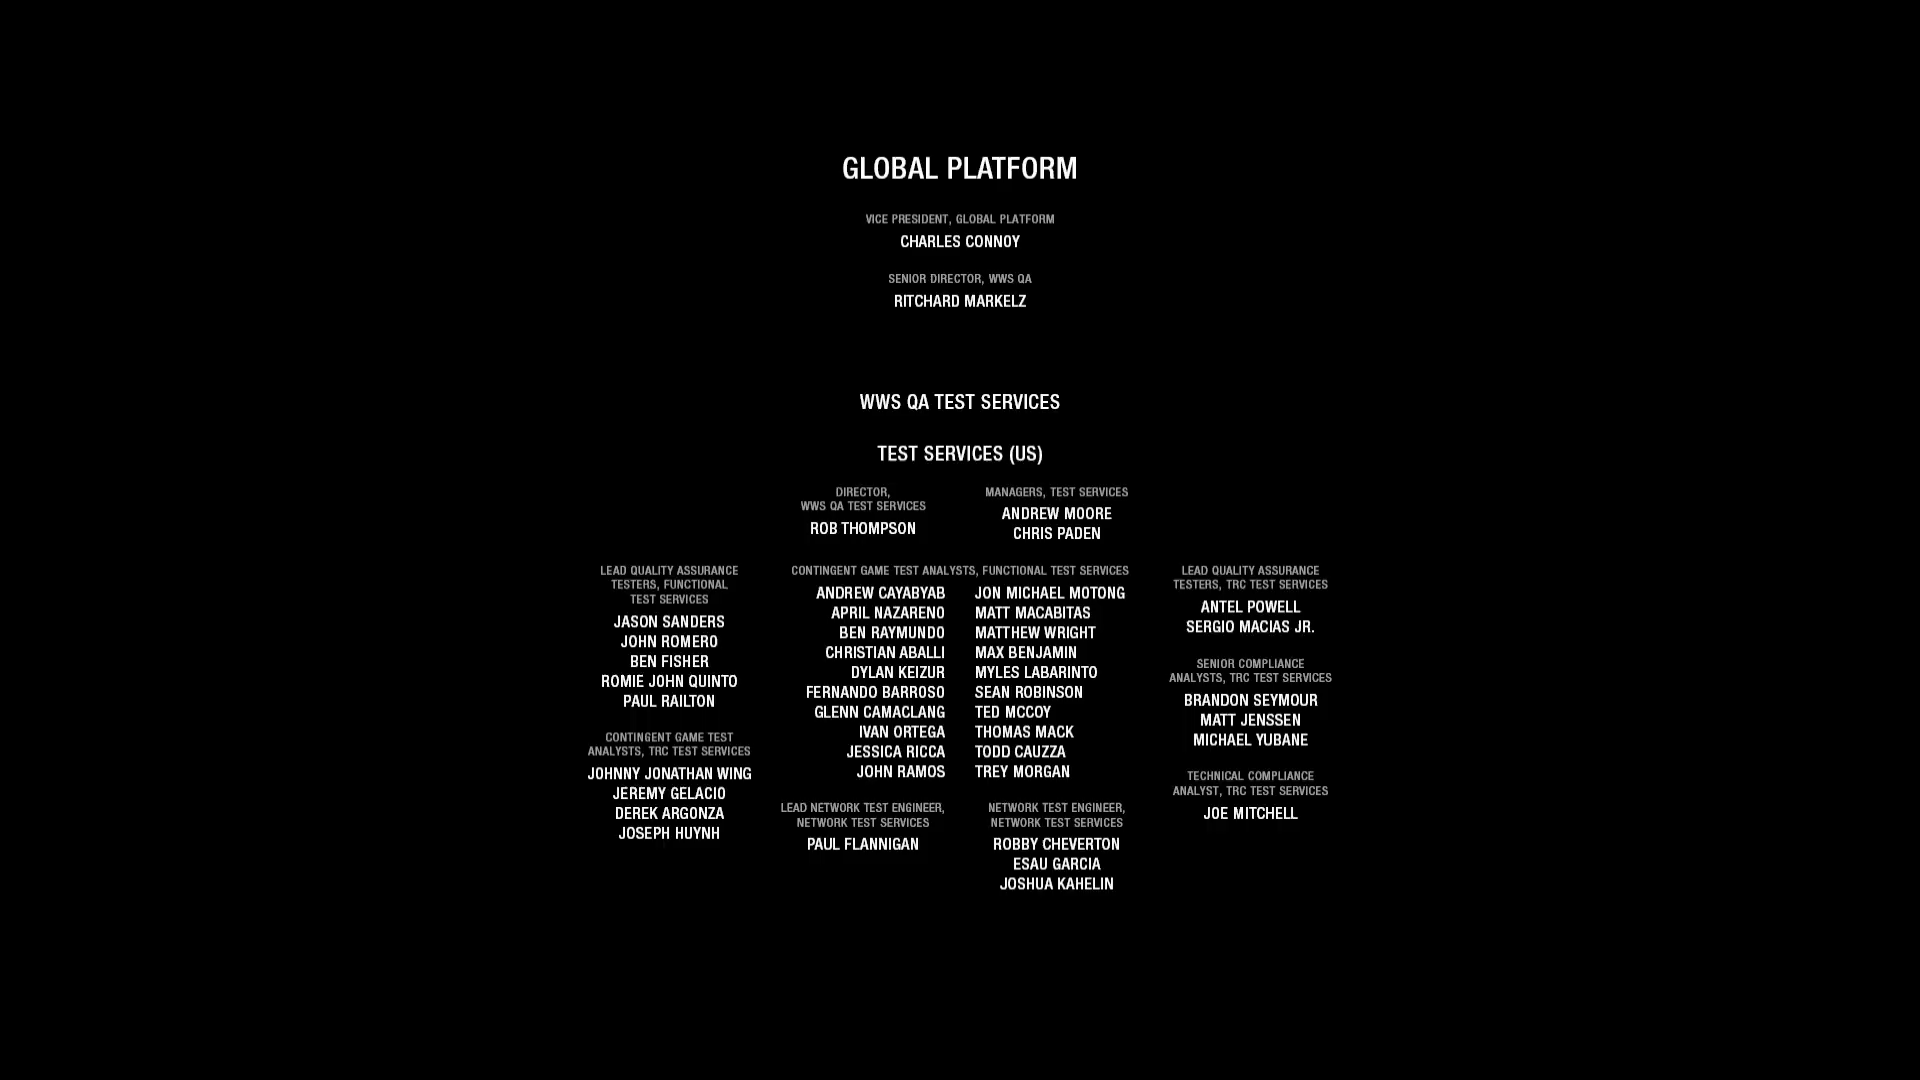 GLOBAL PLATFORM
VICE PRESIDENT, GLOBAL PLATFORM
CHARLES CONNOY
SENIOR DIRECTOR, WWS QA
RITCHARD MARKELZ
WWS QA TEST SERVICES
TEST SERVICES (US)
DIRECTOR,
WWS QA TEST SERVICES
ROB THOMPSON
MANAGERS, TEST SERVICES
ANDREW MOORE
CHRIS PADEN
LEAD QUALITY ASSURANCE
TESTERS, FUNCTIONAL
TEST SERVICES
JASON SANDERS
JOHN ROMERO
BEN FISHER
ROMIE JOHN QUINTO
PAUL RAILTON
CONTINGENT GAME TEST
ANALYSTS, TRC TEST SERVICES
JOHNNY JONATHAN WING
JEREMY GELACIO
DEREK ARGONZA
JOSEPH HUYNH
CONTINGENT GAME TEST ANALYSTS, FUNCTIONAL TEST SERVICES
ANDREW CAYABYAB
APRIL NAZARENO
BEN RAYMUNDO
CHRISTIAN ABALLI
DYLAN KEIZUR
FERNANDO BARROSO
GLENN CAMACLANG
IVAN ORTEGA
JESSICA RICCA
JOHN RAMOS
JON MICHAEL MOTONG
MATT MACABITAS
MATTHEW WRIGHT
MAX BENJAMIN
MYLES LABARINTO
SEAN ROBINSON
TED MCCOY
THOMAS MACK
TODD CAUZZA
TREY MORGAN
LEAD NETWORK TEST ENGINEER,
NETWORK TEST SERVICES
PAUL FLANNIGAN
NETWORK TEST ENGINEER,
NETWORK TEST SERVICES
ROBBY CHEVERTON
ESAU GARCIA
JOSHUA KAHELIN
LEAD QUALITY ASSURANCE
TESTERS, TRC TEST SERVICES
ANTEL POWELL
SERGIO MACIAS JR.
SENIOR COMPLIANCE
ANALYSTS, TRC TEST SERVICES
BRANDON SEYMOUR
MATT JENSSEN
MICHAEL YUBANE
TECHNICAL COMPLIANCE
ANALYST, TRC TEST SERVICES
JOE MITCHELL